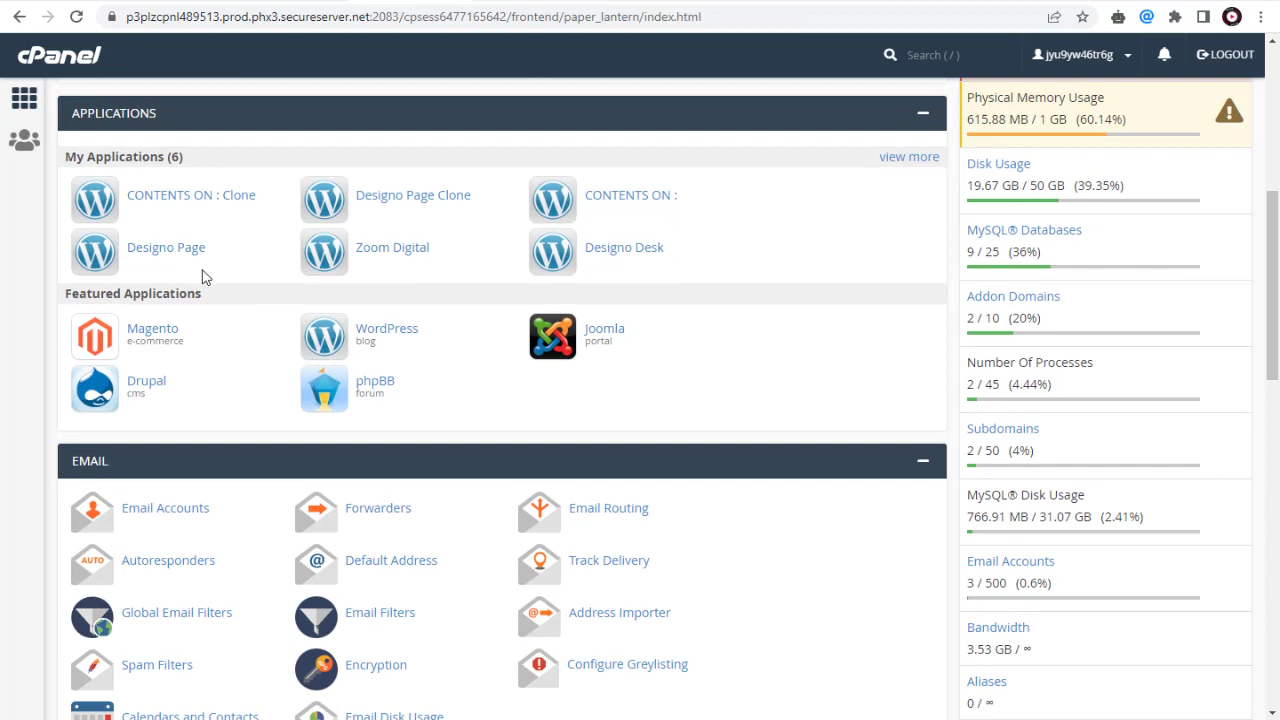 p3plzcpnl489513.prod.phx3.secureserver.net:2083/cpsess6477165642/frontend/paper_lantern/index.html
cPanel
Search ( / )
jyu9yw46tr6g
LOGOUT
APPLICATIONS
My Applications (6)
view more
CONTENTS ON : Clone
Designo Page Clone
CONTENTS ON :
Designo Page
Zoom Digital
Designo Desk
Featured Applications
Magento
e-commerce
WordPress
blog
Joomla
portal
Drupal
cms
phpBB
forum
EMAIL
Email Accounts
Forwarders
Email Routing
AUTO
Autoresponders
@
Default Address
Track Delivery
Global Email Filters
Email Filters
@
Address Importer
Spam Filters
Encryption
Configure Greylisting
Calendars and Contacts
Email Disk Usage
Physical Memory Usage
615.88 MB / 1 GB (60.14%)
Disk Usage
19.67 GB / 50 GB (39.35%)
MySQL® Databases
9 / 25 (36%)
Addon Domains
2 / 10 (20%)
Number Of Processes
2 / 45 (4.44%)
Subdomains
2 / 50 (4%)
MySQL® Disk Usage
766.91 MB / 31.07 GB (2.41%)
Email Accounts
3 / 500 (0.6%)
Bandwidth
3.53 GB / ∞
Aliases
0 / ∞